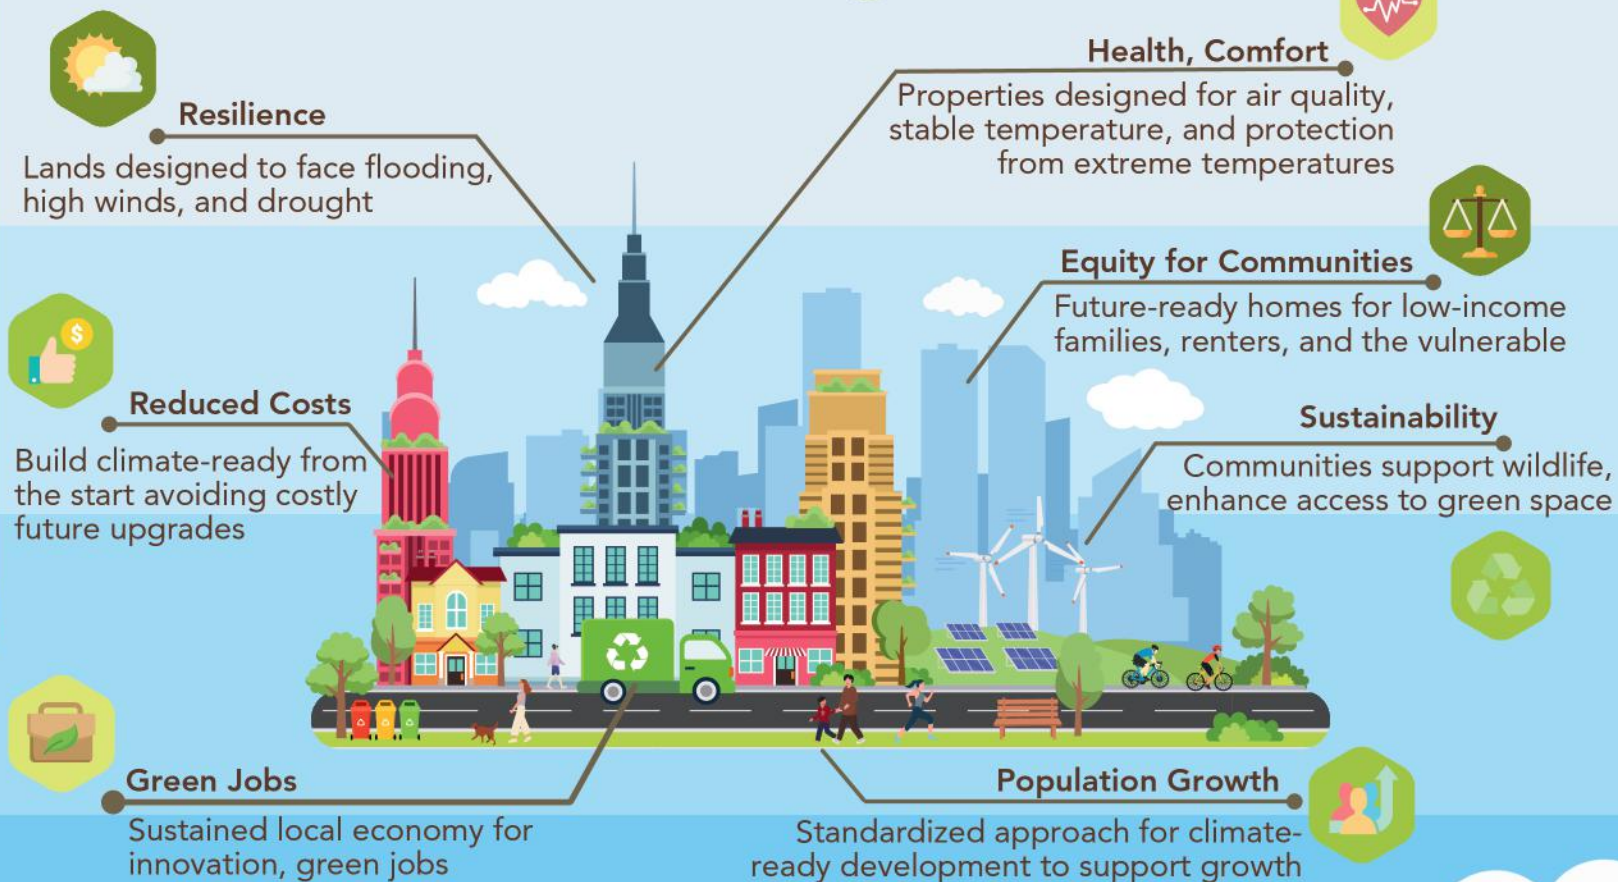 Resilience
Lands designed to face flooding,
high winds, and drought
Health, Comfort
Properties designed for air quality,
stable temperature, and protection
from extreme temperatures
Equity for Communities
Future-ready homes for low-income
families, renters, and the vulnerable
Reduced Costs
Build climate-ready from
the start avoiding costly
future upgrades
$
Sustainability
Communities support wildlife,
enhance access to green space
Green Jobs
Sustained local economy for
innovation, green jobs
Population Growth
Standardized approach for climate-
ready development to support growth